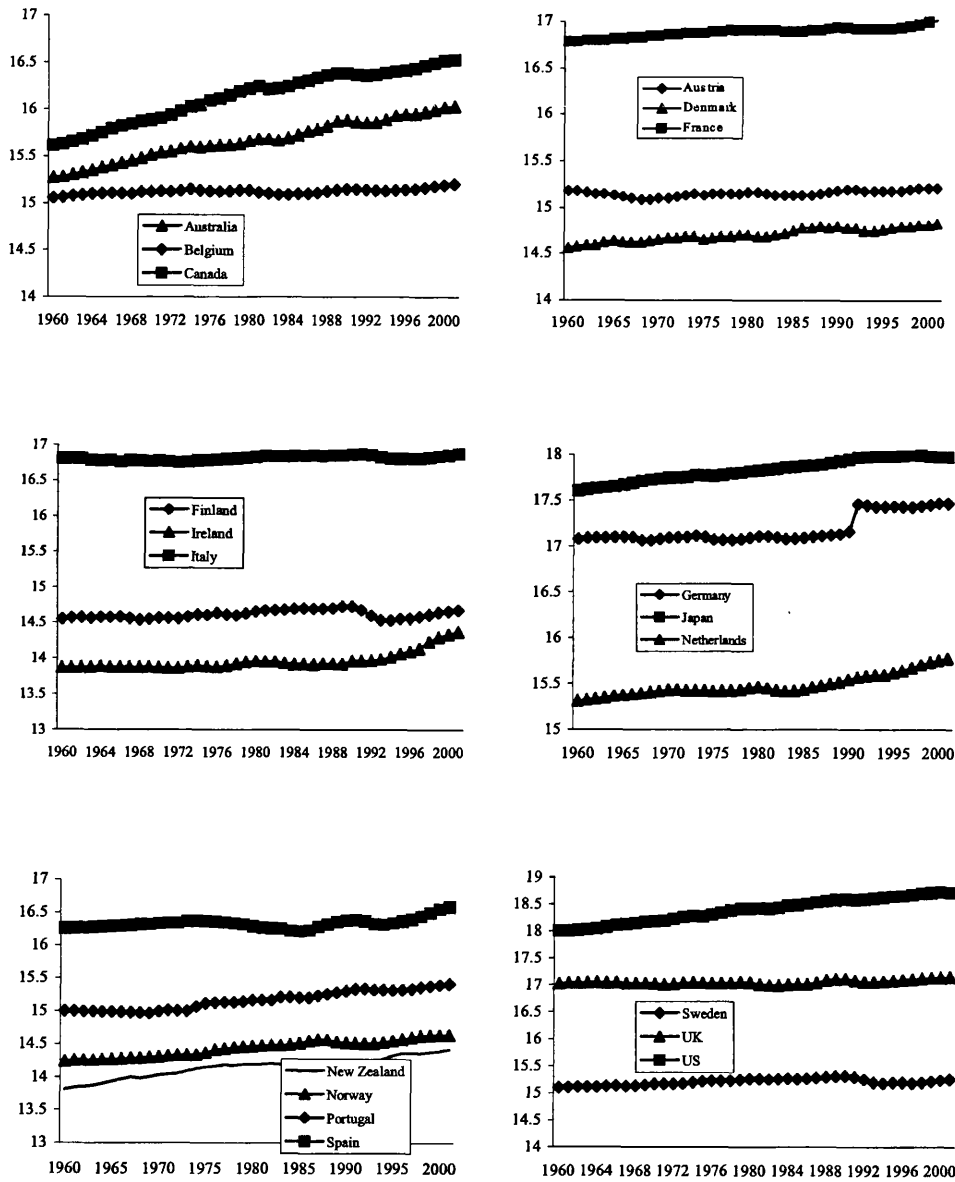 17
16.5
16
15.5
15
14.5
14
Australia
Belgium
Canada
1960 1964 1968 1972 1976 1980 1984 1988 1992 1996 2000
17
16.5
16
15.5
15
14.5
14
Austria
Denmark
France
1960 1965 1970 1975 1980 1985 1990 1995 2000
17
16.5
16
15.5
15
14.5
14
13.5
13
Finland
Ireland
Italy
1960 1964 1968 1972 1976 1980 1984 1988 1992 1996 2000
18
17.5
17
16.5
16
15.5
15
Germany
Japan
Netherlands
1960 1965 1970 1975 1980 1985 1990 1995 2000
17
16.5
16
15.5
15
14.5
14
13.5
13
New Zealand
Norway
Portugal
Spain
1960 1965 1970 1975 1980 1985 1990 1995 2000
19
18.5
18
17.5
17
16.5
16
15.5
15
14.5
14
Sweden
UK
US
1960 1964 1968 1972 1976 1980 1984 1988 1992 1996 2000